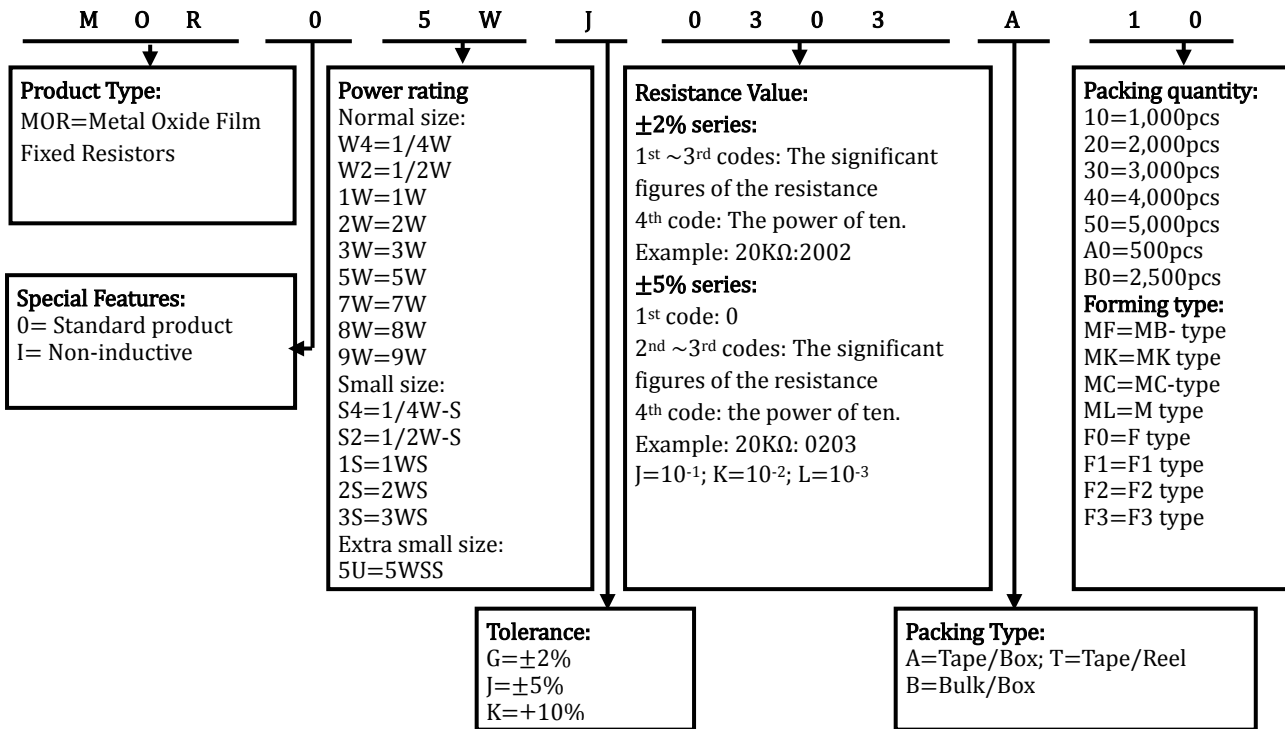 M O R 0 5 W J 0 3 0 3 A 1 0
Product Type:
MOR=Metal Oxide Film
Fixed Resistors
Special Features:
0= Standard product
I= Non-inductive
Power rating
Normal size:
W4=1/4W
W2=1/2W
1W=1W
2W=2W
3W=3W
5W=5W
7W=7W
8W=8W
9W=9W
Small size:
S4=1/4W-S
S2=1/2W-S
1S=1WS
2S=2WS
3S=3WS
Extra small size:
5U=5WSS
Tolerance:
G=±2%
J=±5%
K=+10%
Resistance Value:
±2% series:
1st ~3rd codes: The significant
figures of the resistance
4th code: The power of ten.
Example: 20KΩ:2002
±5% series:
1st code: 0
2nd ~3rd codes: The significant
figures of the resistance
4th code: the power of ten.
Example: 20KΩ: 0203
J=10-1; K=10-2; L=10-3
Packing Type:
A=Tape/Box; T=Tape/Reel
B=Bulk/Box
Packing quantity:
10=1,000pcs
20=2,000pcs
30=3,000pcs
40=4,000pcs
50=5,000pcs
A0=500pcs
B0=2,500pcs
Forming type:
MF=MB- type
MK=MK type
MC=MC-type
ML=M type
F0=F type
F1=F1 type
F2=F2 type
F3=F3 type